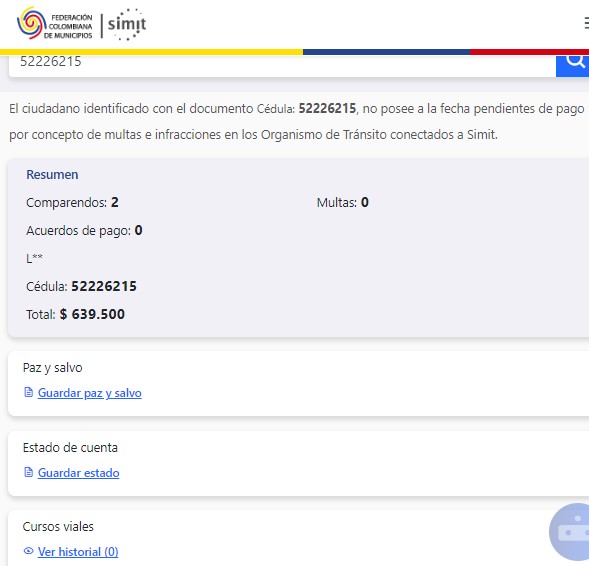 FEDERACIÓN
COLOMBIANA
DE MUNICIPIOS
simit
52226215
El ciudadano identificado con el documento Cédula: 52226215, no posee a la fecha pendientes de pago
por concepto de multas e infracciones en los Organismo de Tránsito conectados a Simit.
Resumen
Comparendos: 2 Multas: 0
Acuerdos de pago: 0
L**
Cédula: 52226215
Total: $ 639.500
Paz y salvo
Guardar paz y salvo
Estado de cuenta
Guardar estado
Cursos viales
Ver historial (0)